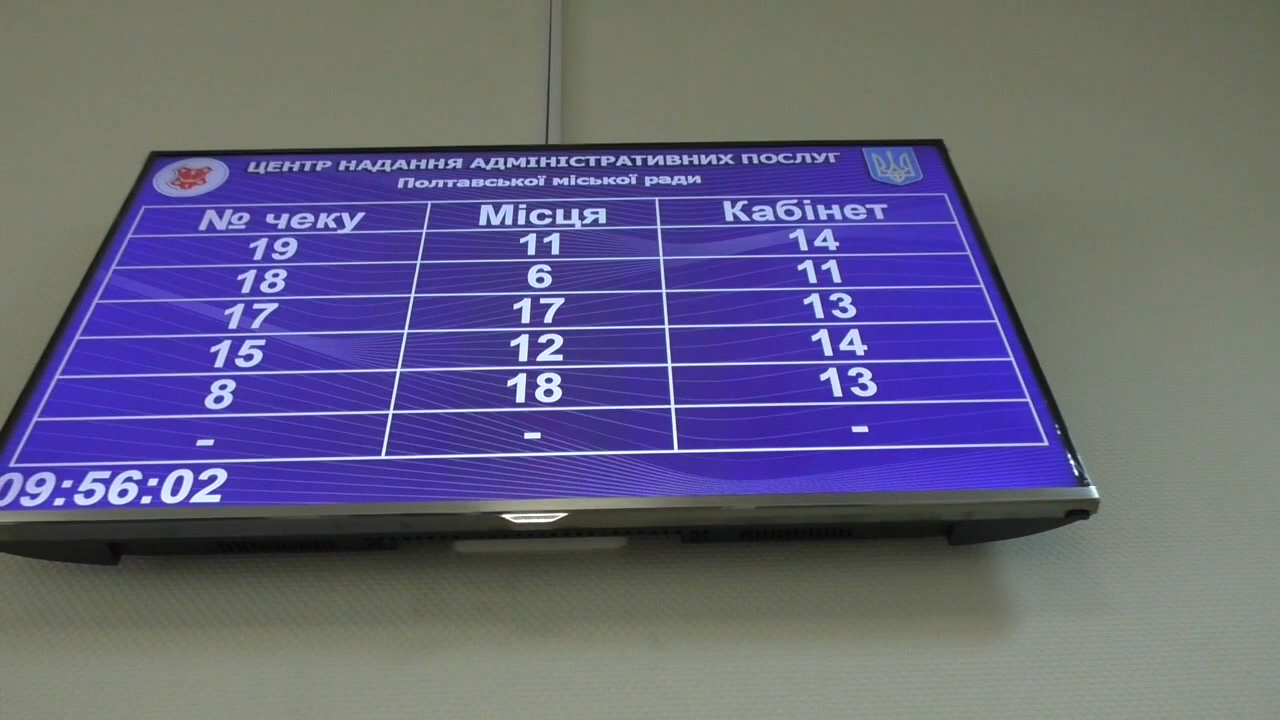 ЦЕНТР НАДАННЯ АДМІНІСТРАТИВНИХ ПОСЛУГ
Полтавської міської ради
№ чеку Місця Кабінет
19 11 14
18 6 11
17 17 13
15 12 14
8 18 13
- - -
09:56:02